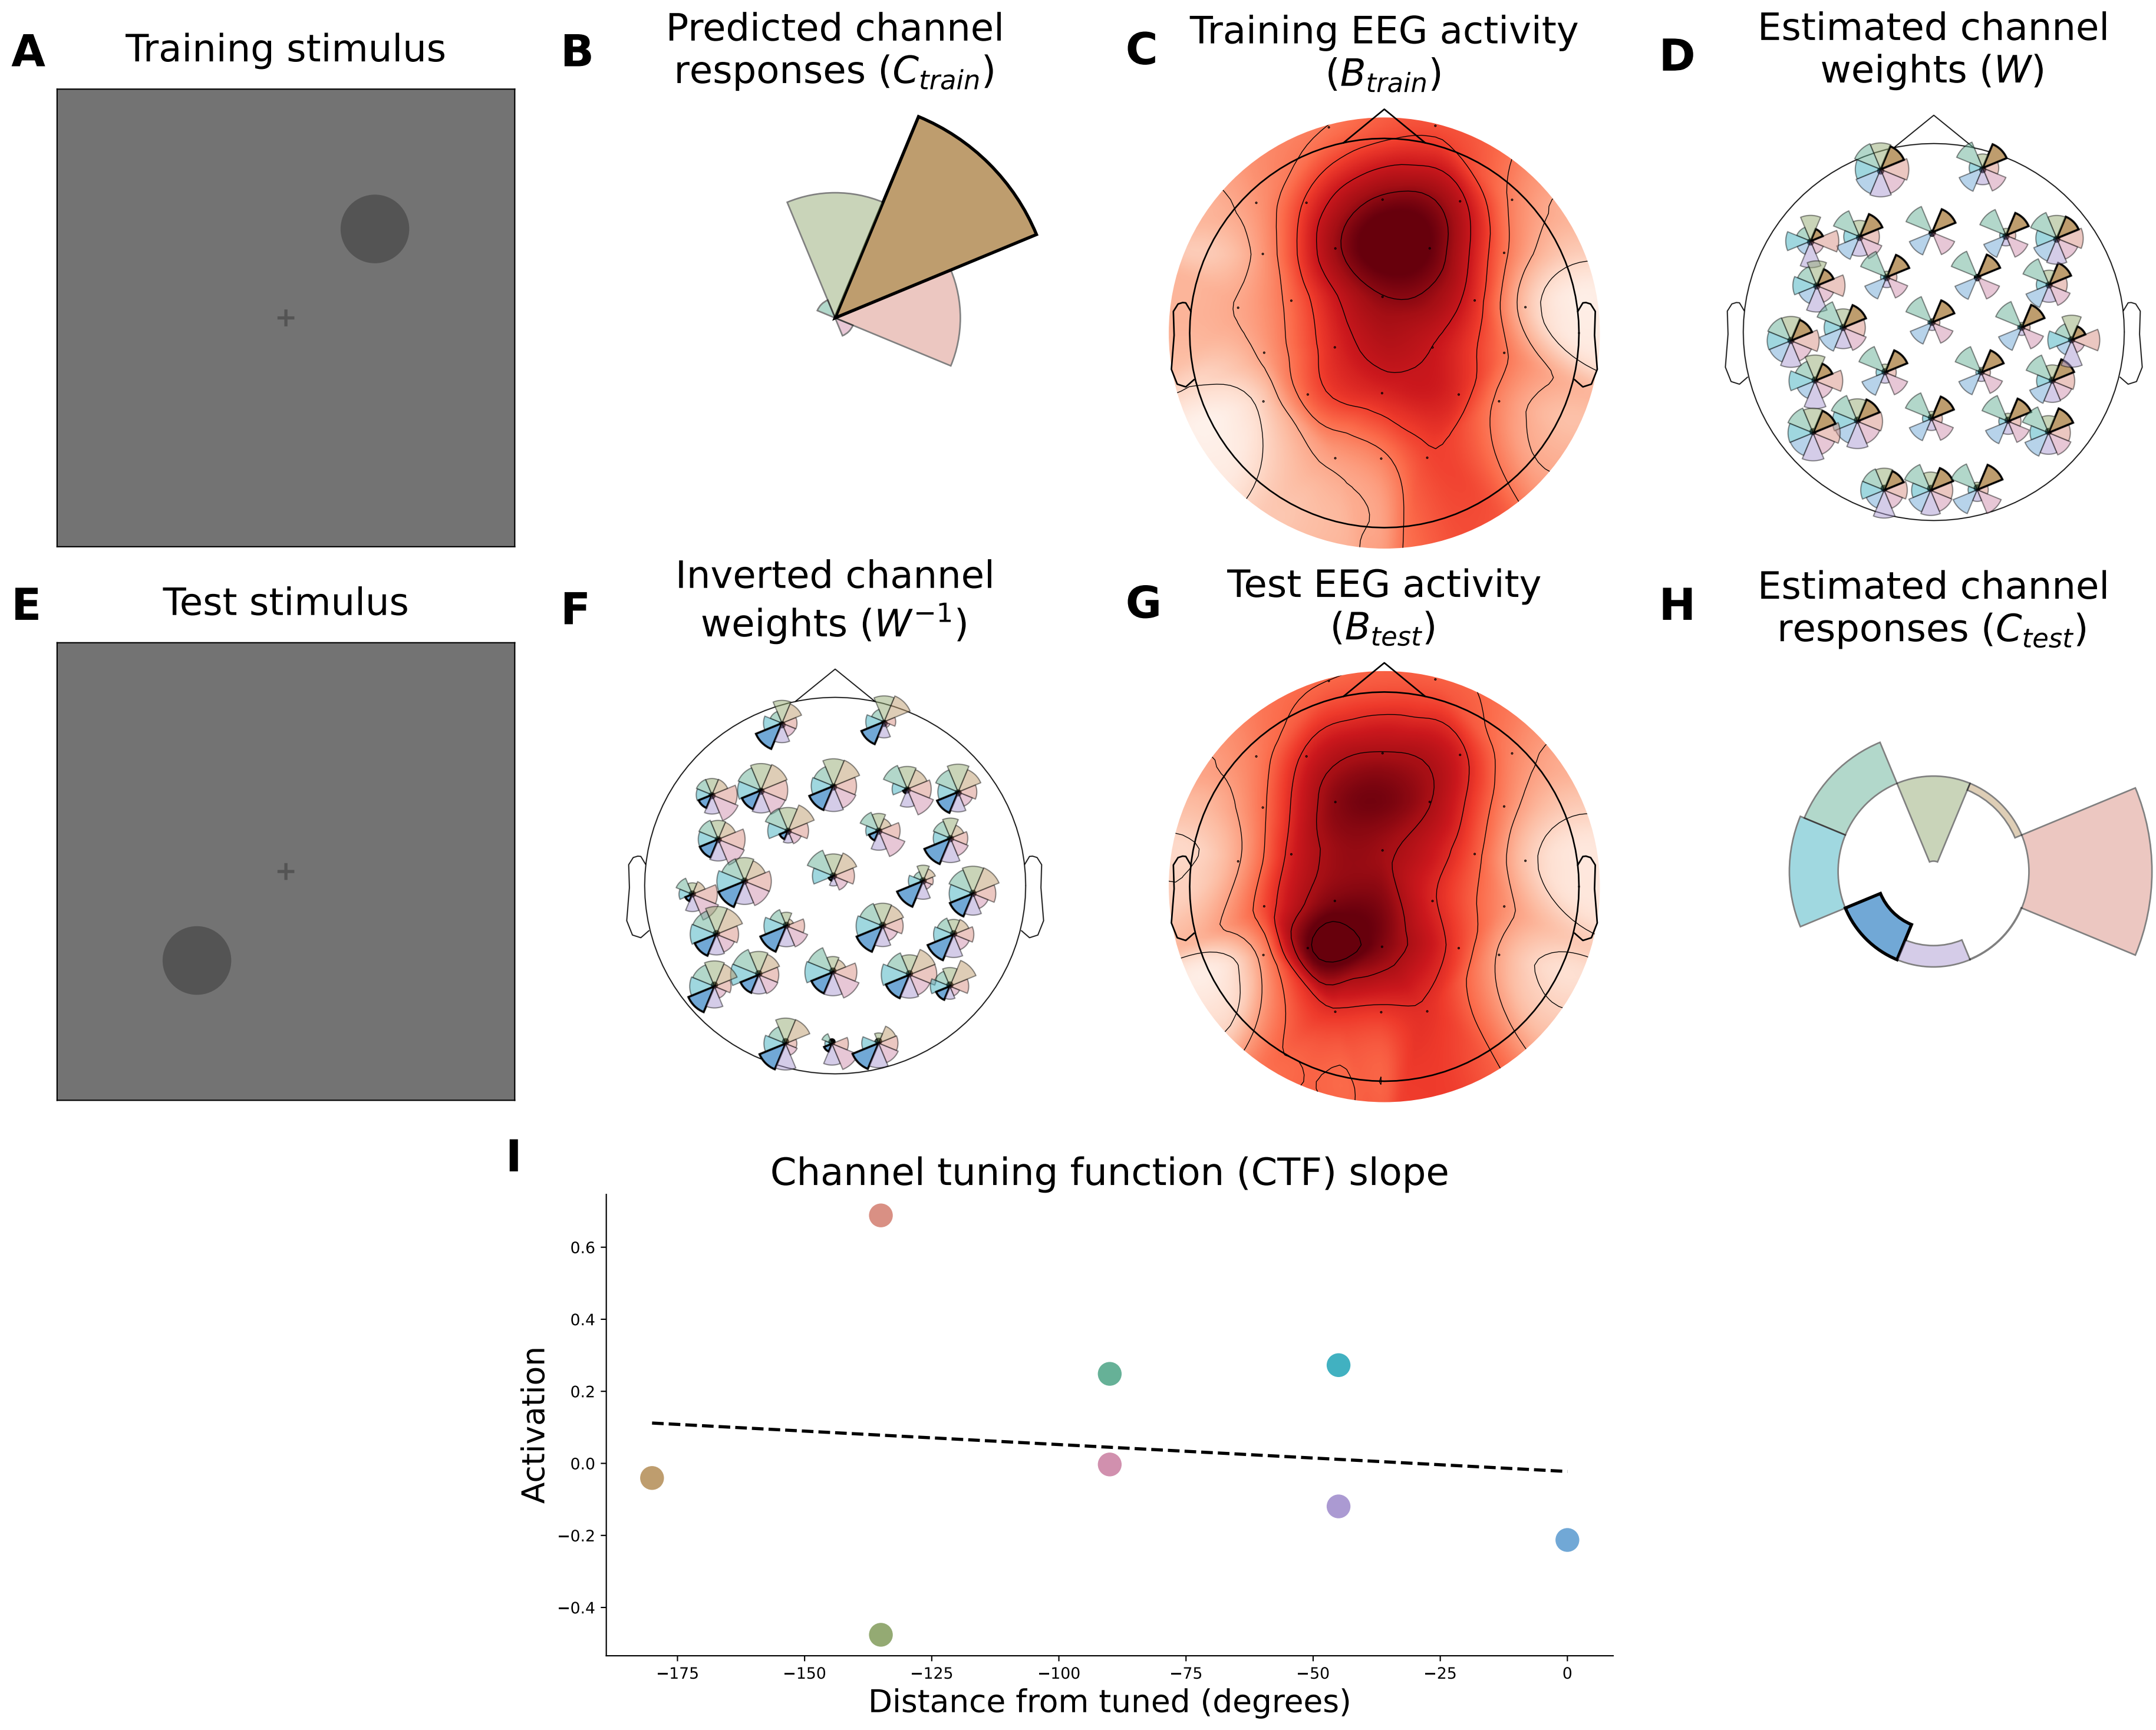 A
Training stimulus
B
Predicted channel
responses (C_train)
C
Training EEG activity
(B_train)
D
Estimated channel
weights (W)
E
Test stimulus
F
Inverted channel
weights (W⁻¹)
G
Test EEG activity
(B_test)
H
Estimated channel
responses (C_test)
I
Channel tuning function (CTF) slope
Activation
0.6
0.4
0.2
0.0
−0.2
−0.4
−175 −150 −125 −100 −75 −50 −25 0
Distance from tuned (degrees)